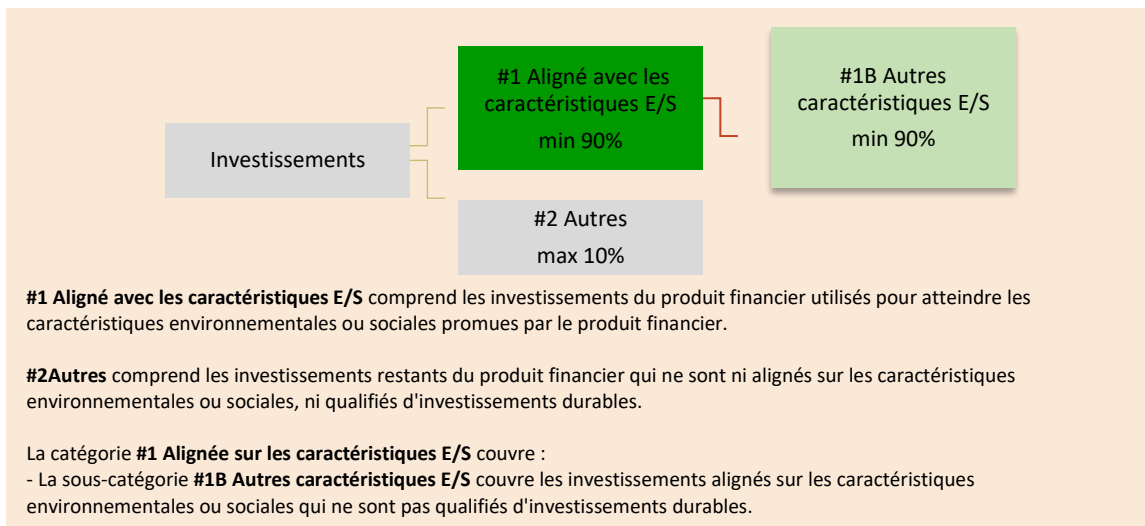 #1 Aligné avec les
caractéristiques E/S
min 90%
#1B Autres
caractéristiques E/S
min 90%
Investissements
#2 Autres
max 10%
#1 Aligné avec les caractéristiques E/S comprend les investissements du produit financier utilisés pour atteindre les
caractéristiques environnementales ou sociales promues par le produit financier.
#2Autres comprend les investissements restants du produit financier qui ne sont ni alignés sur les caractéristiques
environnementales ou sociales, ni qualifiés d'investissements durables.
La catégorie #1 Alignée sur les caractéristiques E/S couvre :
- La sous-catégorie #1B Autres caractéristiques E/S couvre les investissements alignés sur les caractéristiques
environnementales ou sociales qui ne sont pas qualifiés d'investissements durables.